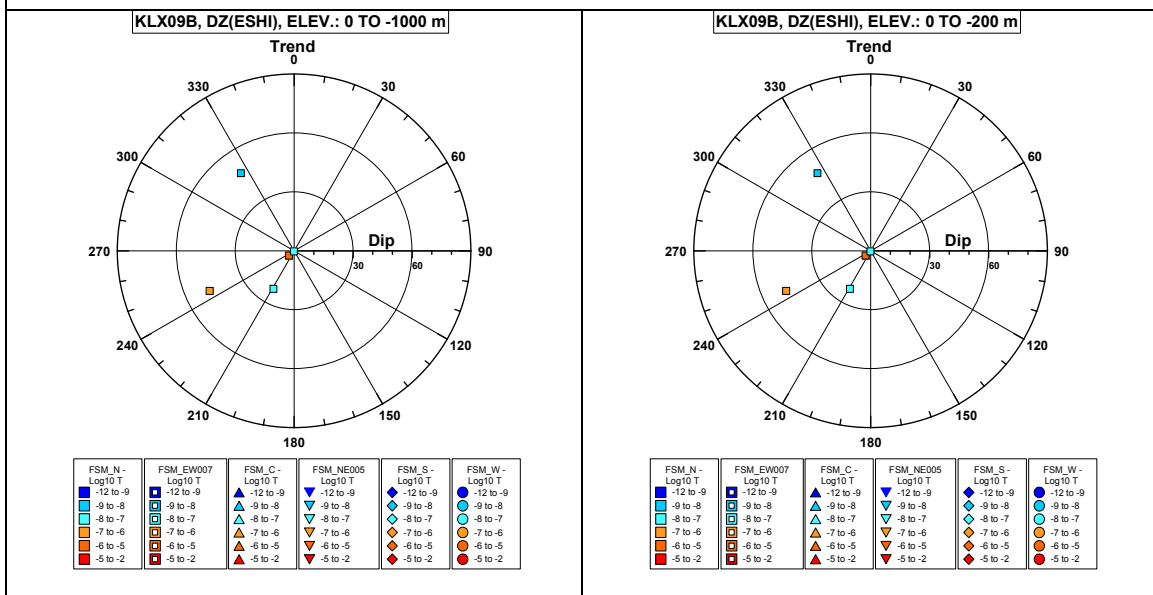 KLX09B, DZ(ESHI), ELEV.: 0 TO -1000 m
Trend
0
330
30
300
60
270
Dip
90
30
60
240
120
210
150
180
FSM_N -
Log10 T
-12 to -9
-9 to -8
-8 to -7
-7 to -6
-6 to -5
-5 to -2
FSM_EW007
Log10 T
-12 to -9
-9 to -8
-8 to -7
-7 to -6
-6 to -5
-5 to -2
FSM_C -
Log10 T
-12 to -9
-9 to -8
-8 to -7
-7 to -6
-6 to -5
-5 to -2
FSM_NE005
Log10 T
-12 to -9
-9 to -8
-8 to -7
-7 to -6
-6 to -5
-5 to -2
FSM_S -
Log10 T
-12 to -9
-9 to -8
-8 to -7
-7 to -6
-6 to -5
-5 to -2
FSM_W -
Log10 T
-12 to -9
-9 to -8
-8 to -7
-7 to -6
-6 to -5
-5 to -2
KLX09B, DZ(ESHI), ELEV.: 0 TO -200 m
Trend
0
330
30
300
60
270
Dip
90
30
60
240
120
210
150
180
FSM_N -
Log10 T
-12 to -9
-9 to -8
-8 to -7
-7 to -6
-6 to -5
-5 to -2
FSM_EW007
Log10 T
-12 to -9
-9 to -8
-8 to -7
-7 to -6
-6 to -5
-5 to -2
FSM_C -
Log10 T
-12 to -9
-9 to -8
-8 to -7
-7 to -6
-6 to -5
-5 to -2
FSM_NE005
Log10 T
-12 to -9
-9 to -8
-8 to -7
-7 to -6
-6 to -5
-5 to -2
FSM_S -
Log10 T
-12 to -9
-9 to -8
-8 to -7
-7 to -6
-6 to -5
-5 to -2
FSM_W -
Log10 T
-12 to -9
-9 to -8
-8 to -7
-7 to -6
-6 to -5
-5 to -2